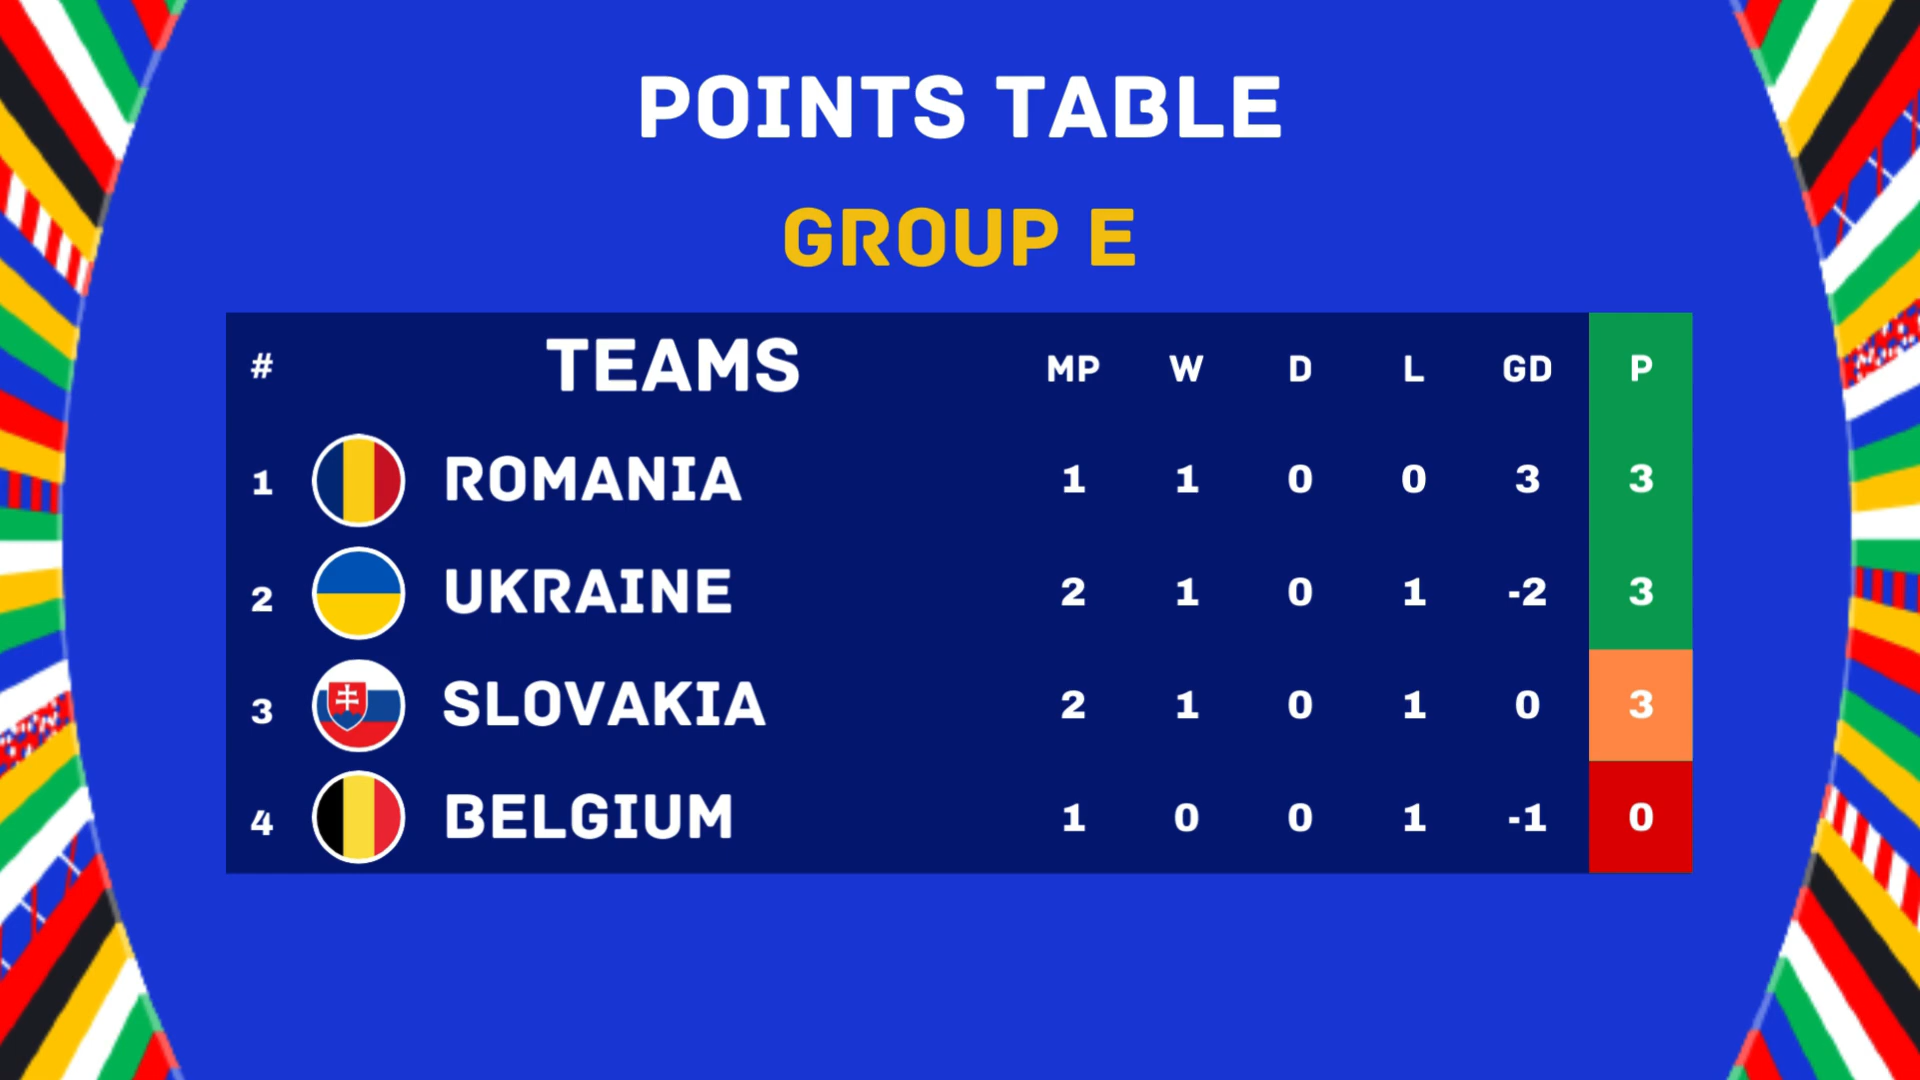 POINTS TABLE
GROUP E
# TEAMS MP W D L GD P
1 ROMANIA 1 1 0 0 3 3
2 UKRAINE 2 1 0 1 -2 3
3 SLOVAKIA 2 1 0 1 0 3
4 BELGIUM 1 0 0 1 -1 0